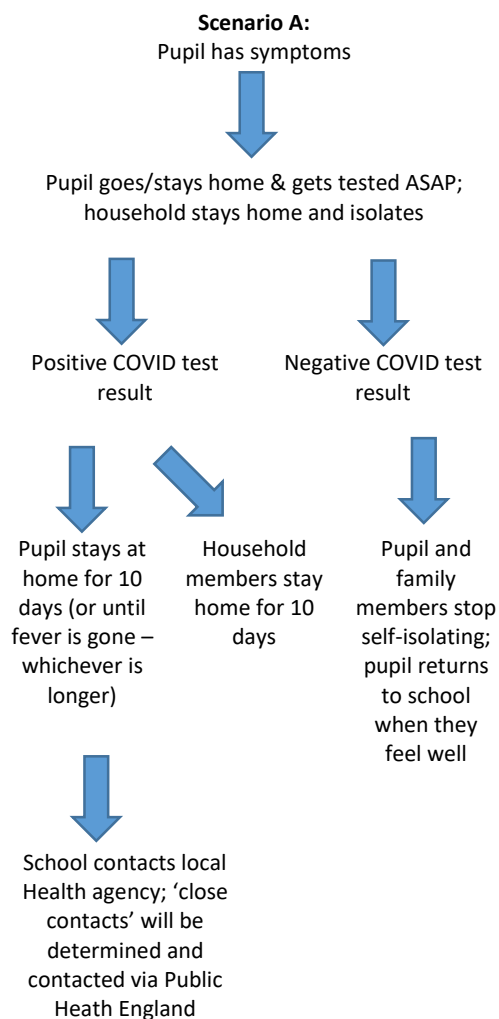 Scenario A:
Pupil has symptoms
Pupil goes/stays home & gets tested ASAP;
household stays home and isolates
Positive COVID test
result
Negative COVID test
result
Pupil stays at
home for 10
days (or until
fever is gone –
whichever is
longer)
Household
members stay
home for 10
days
Pupil and
family
members stop
self-isolating;
pupil returns
to school
when they
feel well
School contacts local
Health agency; ‘close
contacts’ will be
determined and
contacted via Public
Heath England